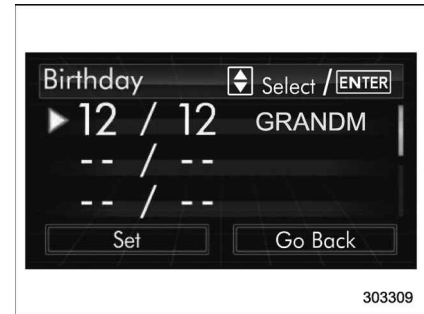 Birthday Select / ENTER
12 / 12 GRANDM
-- / --
-- / --
Set Go Back
303309